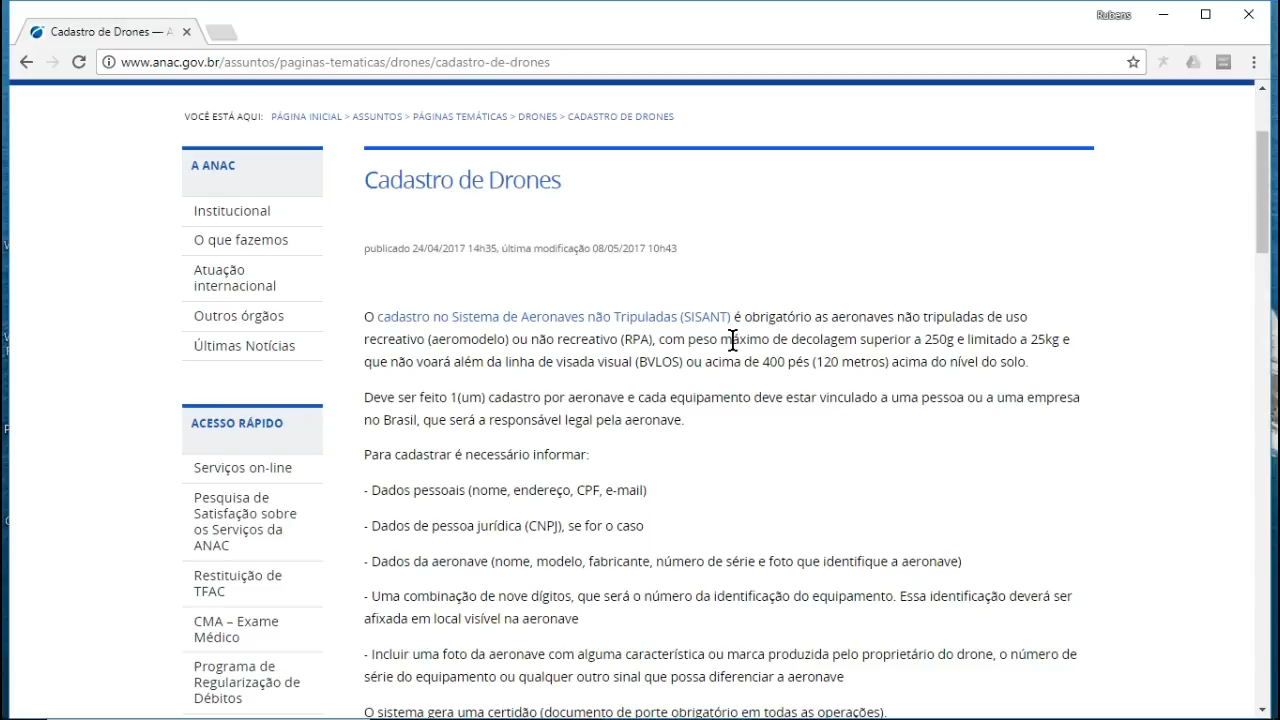 Rubens
Cadastro de Drones — A
www.anac.gov.br/assuntos/paginas-tematicas/drones/cadastro-de-drones
VOCÊ ESTÁ AQUI: PÁGINA INICIAL > ASSUNTOS > PÁGINAS TEMÁTICAS > DRONES > CADASTRO DE DRONES
A ANAC
Institucional
O que fazemos
Atuação
internacional
Outros órgãos
Últimas Notícias
ACESSO RÁPIDO
Serviços on-line
Pesquisa de
Satisfação sobre
os Serviços da
ANAC
Restituição de
TFAC
CMA – Exame
Médico
Programa de
Regularização de
Débitos
Cadastro de Drones
publicado 24/04/2017 14h35, última modificação 08/05/2017 10h43
O cadastro no Sistema de Aeronaves não Tripuladas (SISANT) é obrigatório as aeronaves não tripuladas de uso
recreativo (aeromodelo) ou não recreativo (RPA), com peso máximo de decolagem superior a 250g e limitado a 25kg e
que não voará além da linha de visada visual (BVLOS) ou acima de 400 pés (120 metros) acima do nível do solo.
Deve ser feito 1(um) cadastro por aeronave e cada equipamento deve estar vinculado a uma pessoa ou a uma empresa
no Brasil, que será a responsável legal pela aeronave.
Para cadastrar é necessário informar:
- Dados pessoais (nome, endereço, CPF, e-mail)
- Dados de pessoa jurídica (CNPJ), se for o caso
- Dados da aeronave (nome, modelo, fabricante, número de série e foto que identifique a aeronave)
- Uma combinação de nove dígitos, que será o número da identificação do equipamento. Essa identificação deverá ser
afixada em local visível na aeronave
- Incluir uma foto da aeronave com alguma característica ou marca produzida pelo proprietário do drone, o número de
série do equipamento ou qualquer outro sinal que possa diferenciar a aeronave
O sistema gera uma certidão (documento de porte obrigatório em todas as operações).